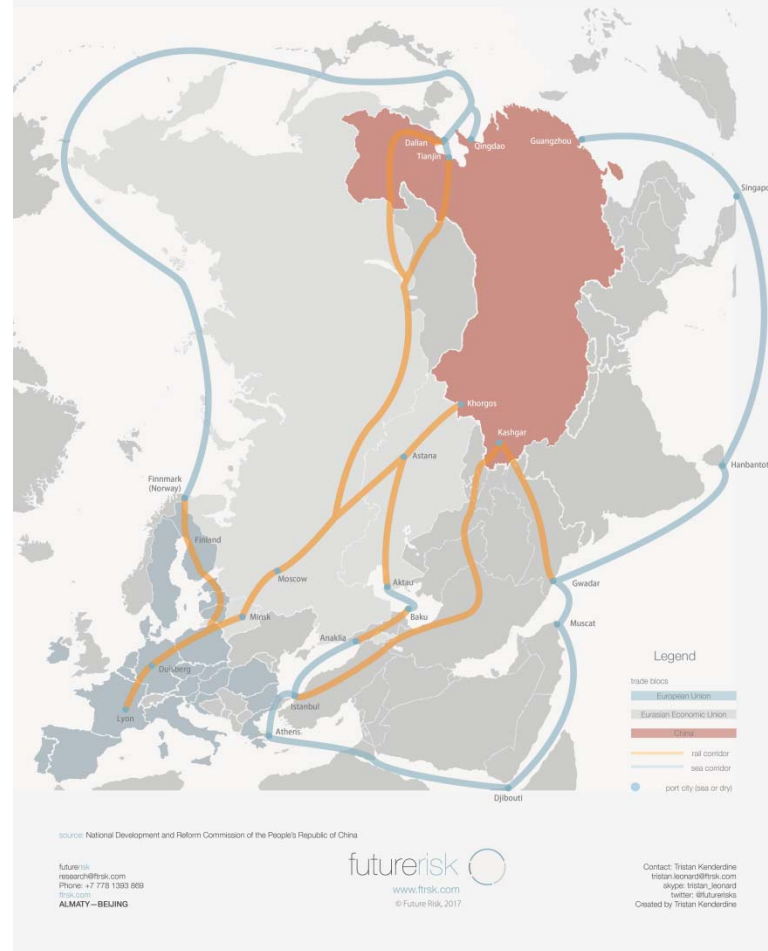 Dalian
Tianjin
Qingdao
Guangzhou
Singapo
Khorgos
Kashgar
Astana
Hanbantot
Finnmark
(Norway)
Finland
Moscow
Aktau
Gwadar
Minsk
Baku
Muscat
Anaklia
Duisberg
Istanbul
Lyon
Athens
Djibouti
Legend
trade blocs
European Union
Eurasian Economic Union
China
rail corridor
sea corridor
port city (sea or dry)
source: National Development and Reform Commission of the People's Republic of China
futurerisk
research@ftrsk.com
Phone: +7 778 1393 869
ftrsk.com
ALMATY—BEIJING
futurerisk
www.ftrsk.com
© Future Risk, 2017
Contact: Tristan Kenderdine
tristan.leonard@ftrsk.com
skype: tristan_leonard
twitter: @futurerisks
Created by Tristan Kenderdine